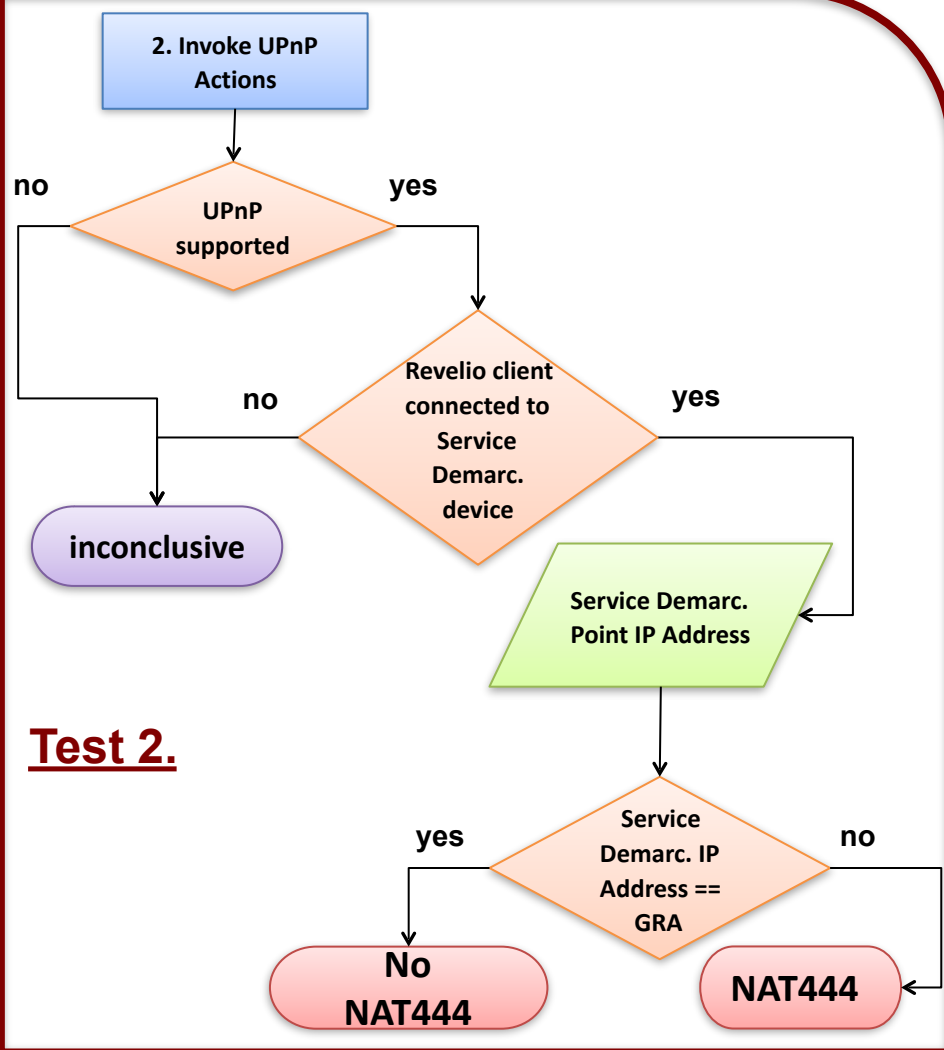 2. Invoke UPnP
Actions
no
yes
UPnP
supported
Revelio client
connected to
Service
Demarc.
device
no
yes
inconclusive
Service Demarc.
Point IP Address
Test 2.
Service
Demarc. IP
Address ==
GRA
yes
no
No
NAT444
NAT444